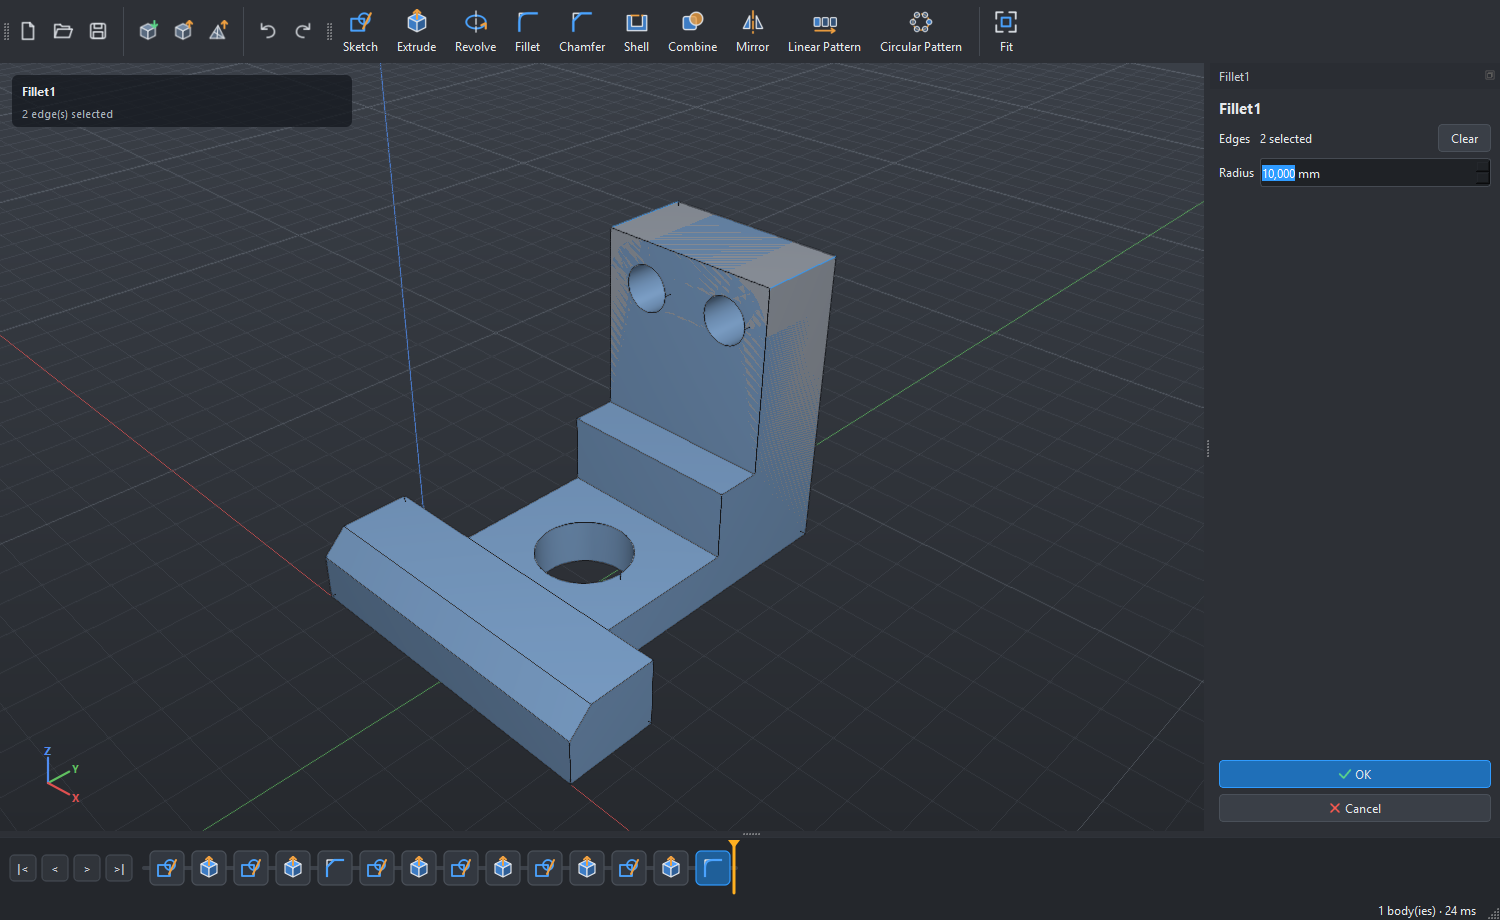 Sketch Extrude Revolve Fillet Chamfer Shell Combine Mirror Linear Pattern Circular Pattern Fit
Fillet1
2 edge(s) selected
Fillet1
Fillet1
Edges 2 selected Clear
Radius 10,000 mm
Z
Y
X
OK
Cancel
|< < > >|
1 body(ies) · 24 ms